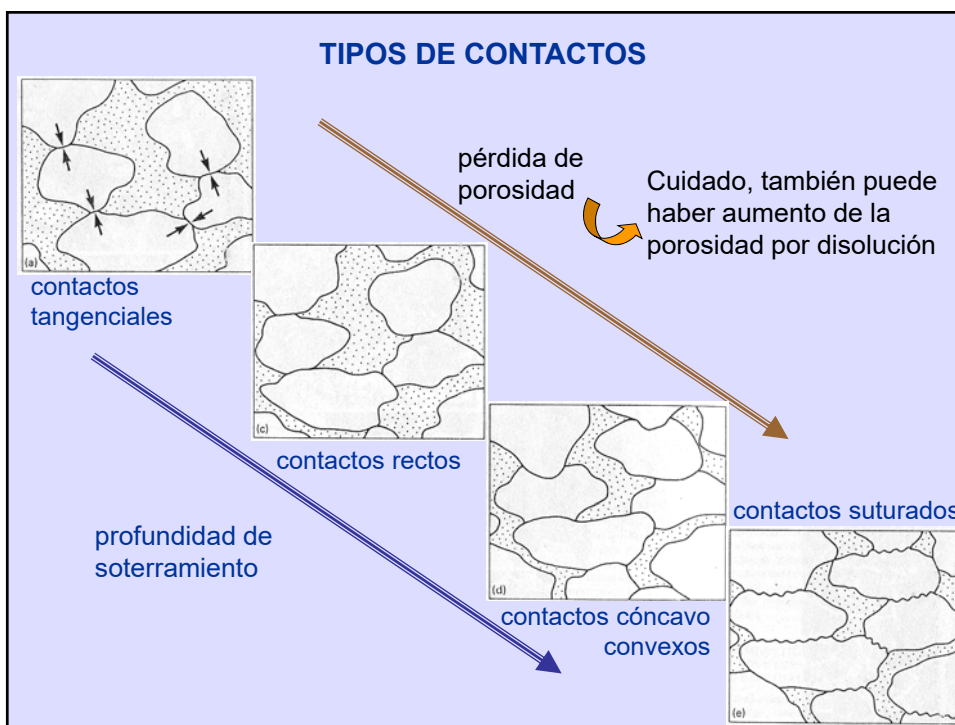 TIPOS DE CONTACTOS
(a)
contactos
tangenciales
pérdida de
porosidad
Cuidado, también puede
haber aumento de la
porosidad por disolución
(c)
contactos rectos
profundidad de
soterramiento
(d)
contactos cóncavo
convexos
contactos suturados
(e)